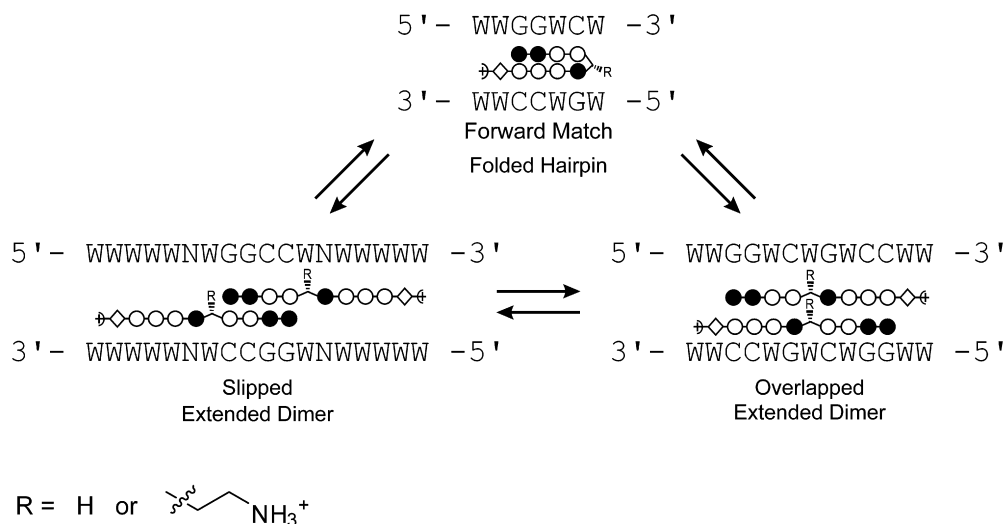 5'- WWGGWCW -3'
R
3'- WWCCWGW -5'
Forward Match
Folded Hairpin
5'- WWWWWNWGGCCWNWWWWW -3'
5'- WWGGWCWGWCCWW -3'
R
R
R
R
3'- WWWWWNWCCGGWNWWWWW -5'
3'- WWCCWGWCWGGWW -5'
Slipped
Extended Dimer
Overlapped
Extended Dimer
R = H or NH3+